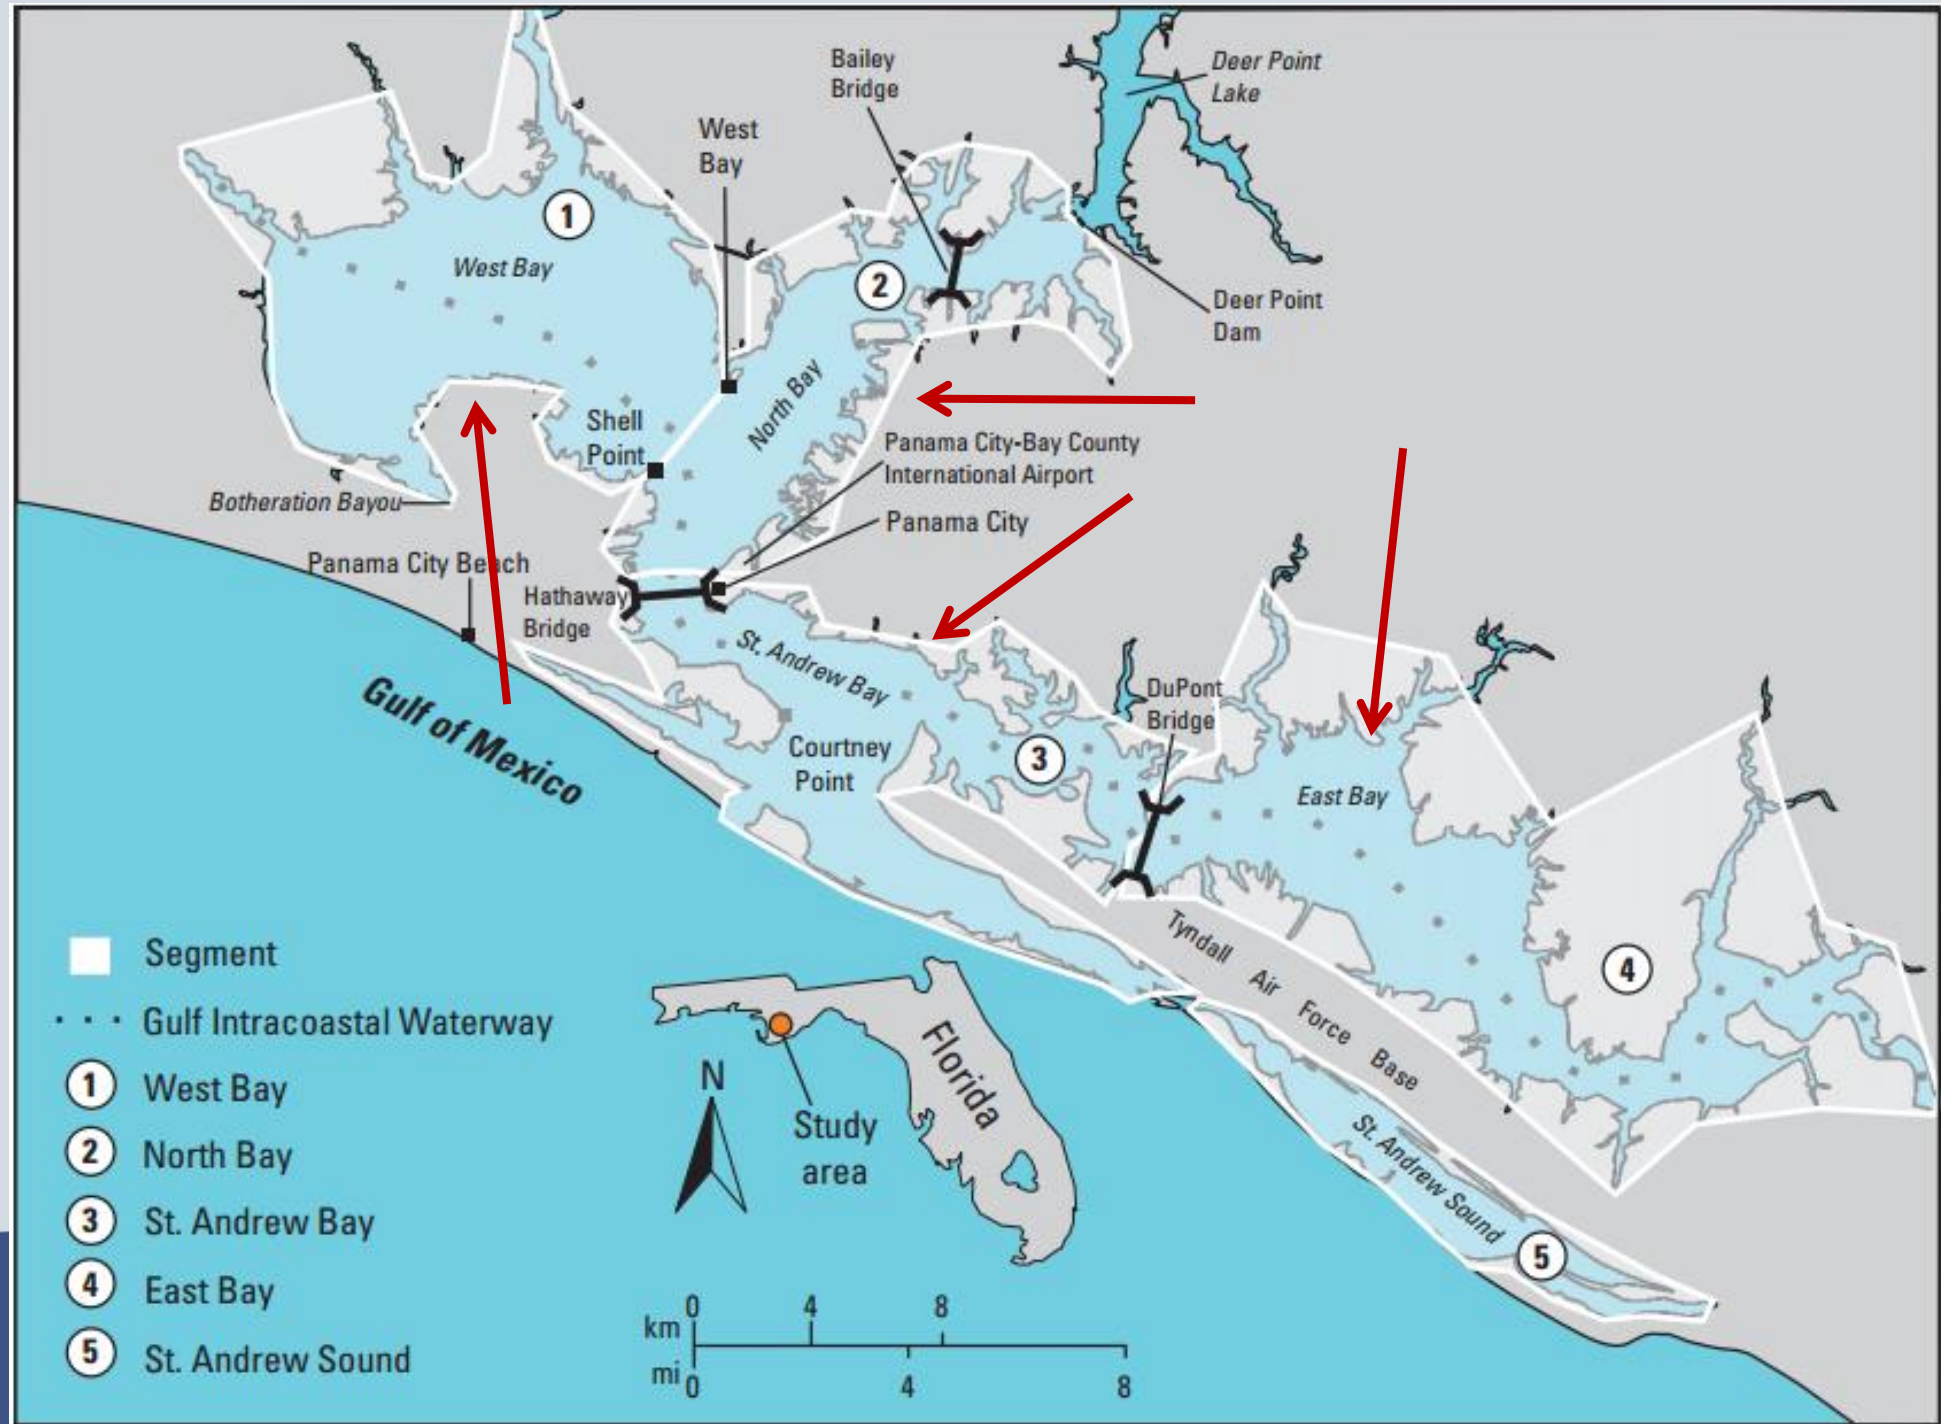 Bailey
Bridge
Deer Point
Lake
West
Bay
1
West Bay
2
Deer Point
Dam
North Bay
Shell
Point
Panama City-Bay County
International Airport
Botheration Bayou
Panama City
Panama City Beach
Hathaway
Bridge
St. Andrew Bay
DuPont
Bridge
Gulf of Mexico
Courtney
Point
3
East Bay
Tyndall Air Force Base
4
St. Andrew Sound
5
Segment
Gulf Intracoastal Waterway
1 West Bay
2 North Bay
3 St. Andrew Bay
4 East Bay
5 St. Andrew Sound
N
Florida
Study
area
0 4 8
km
mi
0 4 8